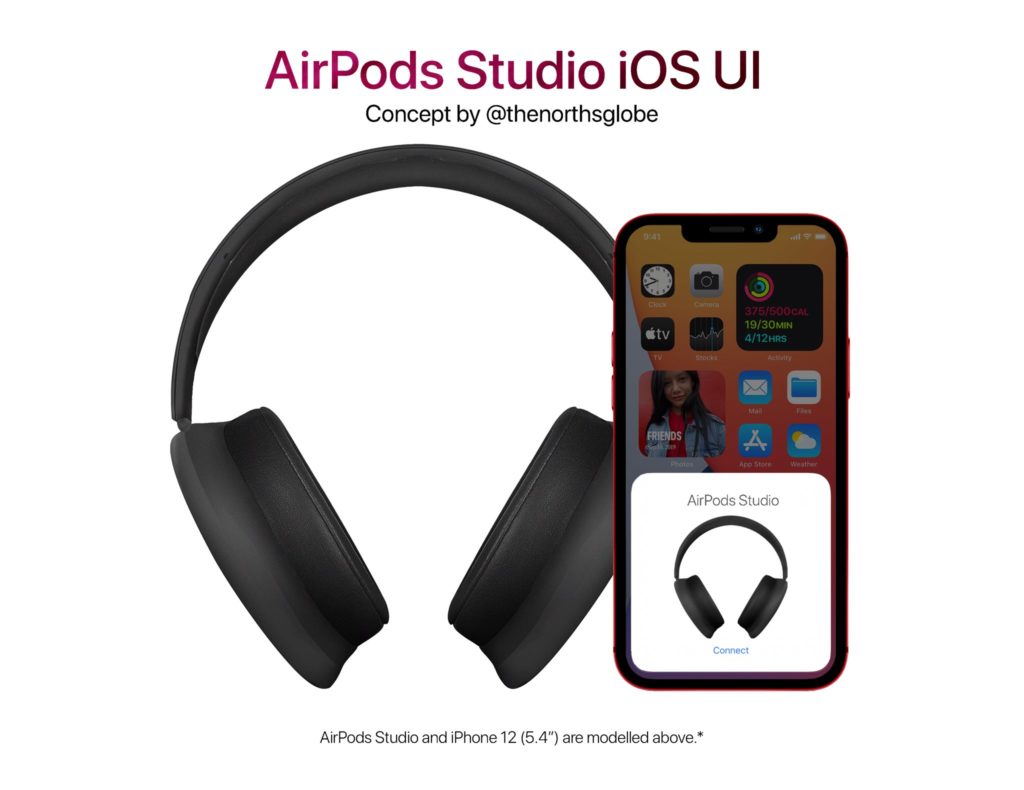 AirPods Studio iOS UI
Concept by @thenorthsglobe
9:41
Clock
Camera
375/500CAL
19/30MIN
4/12HRS
tv
TV
Stocks
Activity
FRIENDS
Mail
Files
Photos
App Store
Weather
AirPods Studio
Connect
AirPods Studio and iPhone 12 (5.4”) are modelled above.*